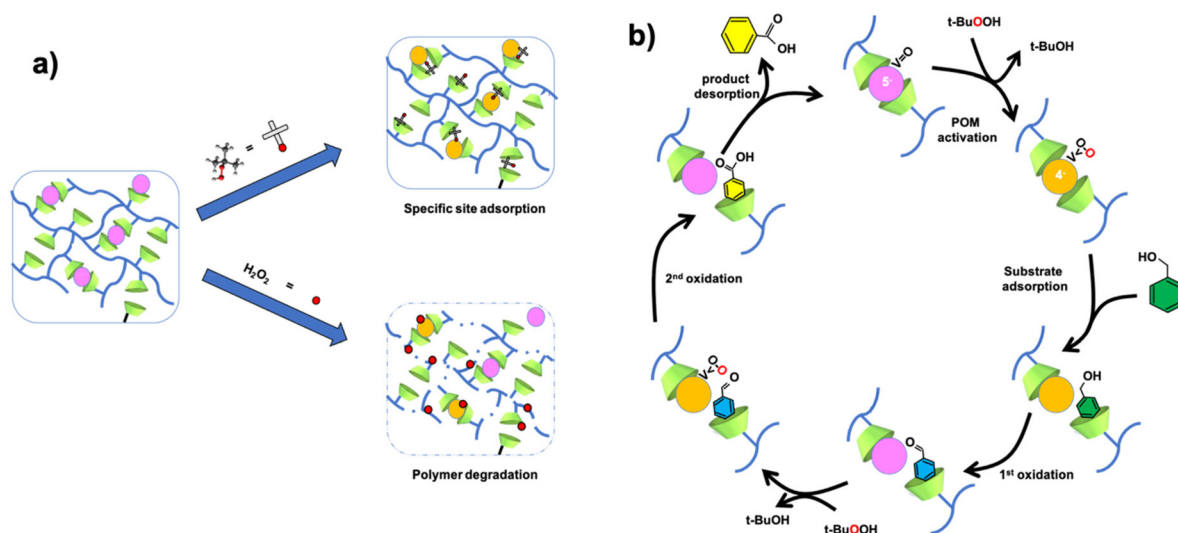 a)
=
Specific site adsorption
H₂O₂ =
Polymer degradation
b)
O
OH
product
desorption
V=O
5-
t-BuOOH
t-BuOH
POM
activation
O
V O
4-
HO
Substrate
adsorption
OH
1st oxidation
O
t-BuOH
t-BuOOH
O
V O
O
2nd oxidation
O
OH